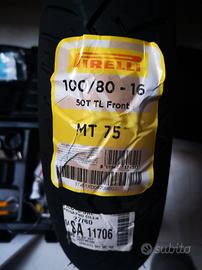 PIRELLI
100/80 - 16
50T TL Front
MT 75
SA 11706
subito